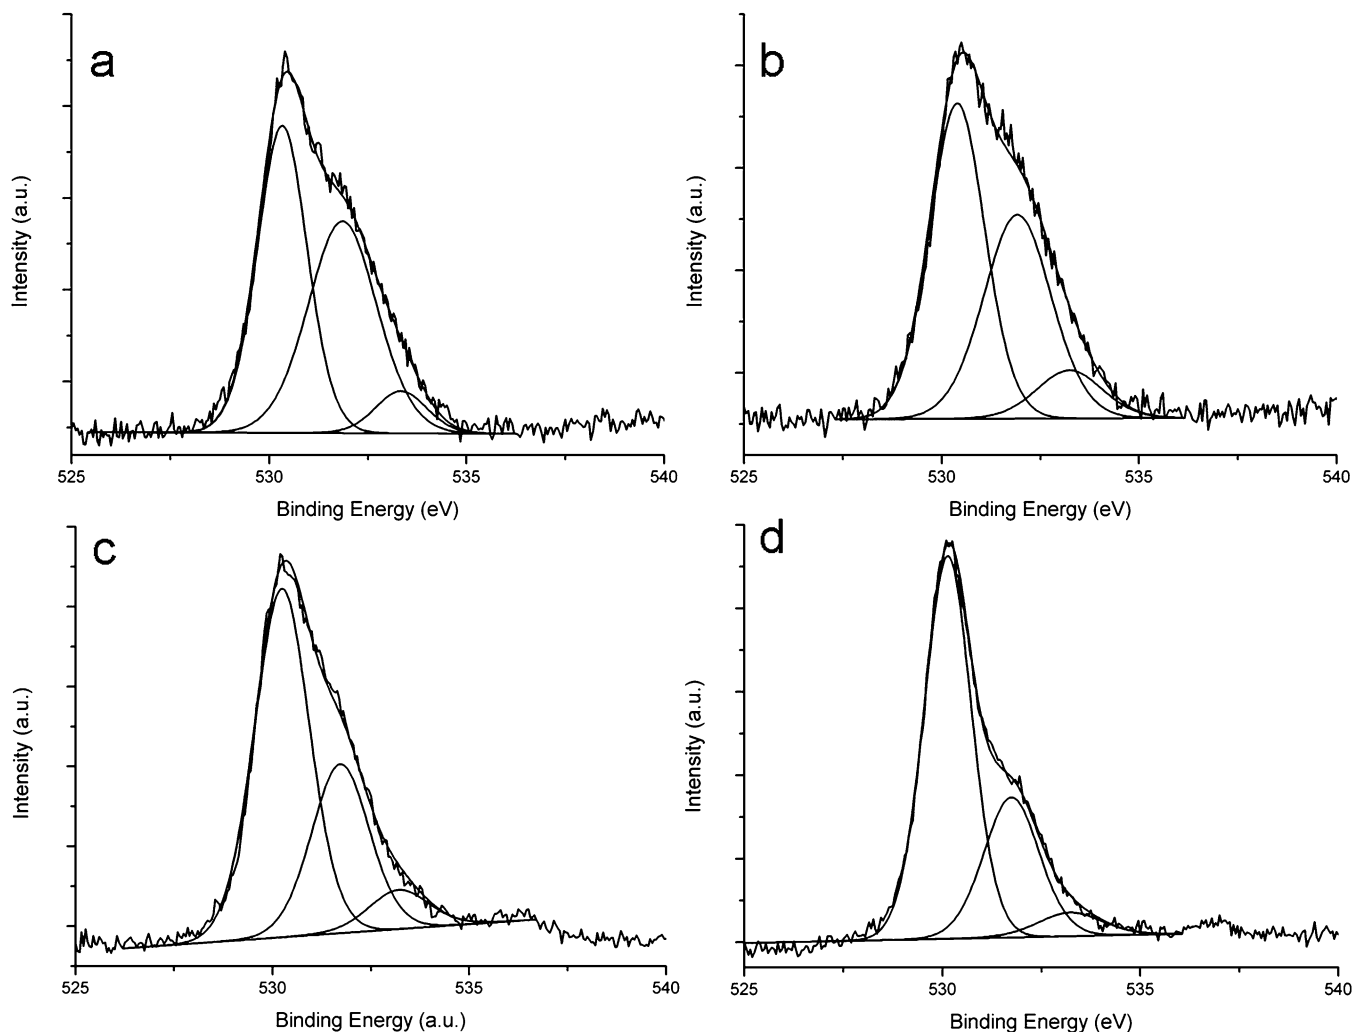 a
Intensity (a.u.)
525 530 535 540
Binding Energy (eV)
b
Intensity (a.u.)
525 530 535 540
Binding Energy (eV)
c
Intensity (a.u.)
525 530 535 540
Binding Energy (a.u.)
d
Intensity (a.u.)
525 530 535 540
Binding Energy (eV)